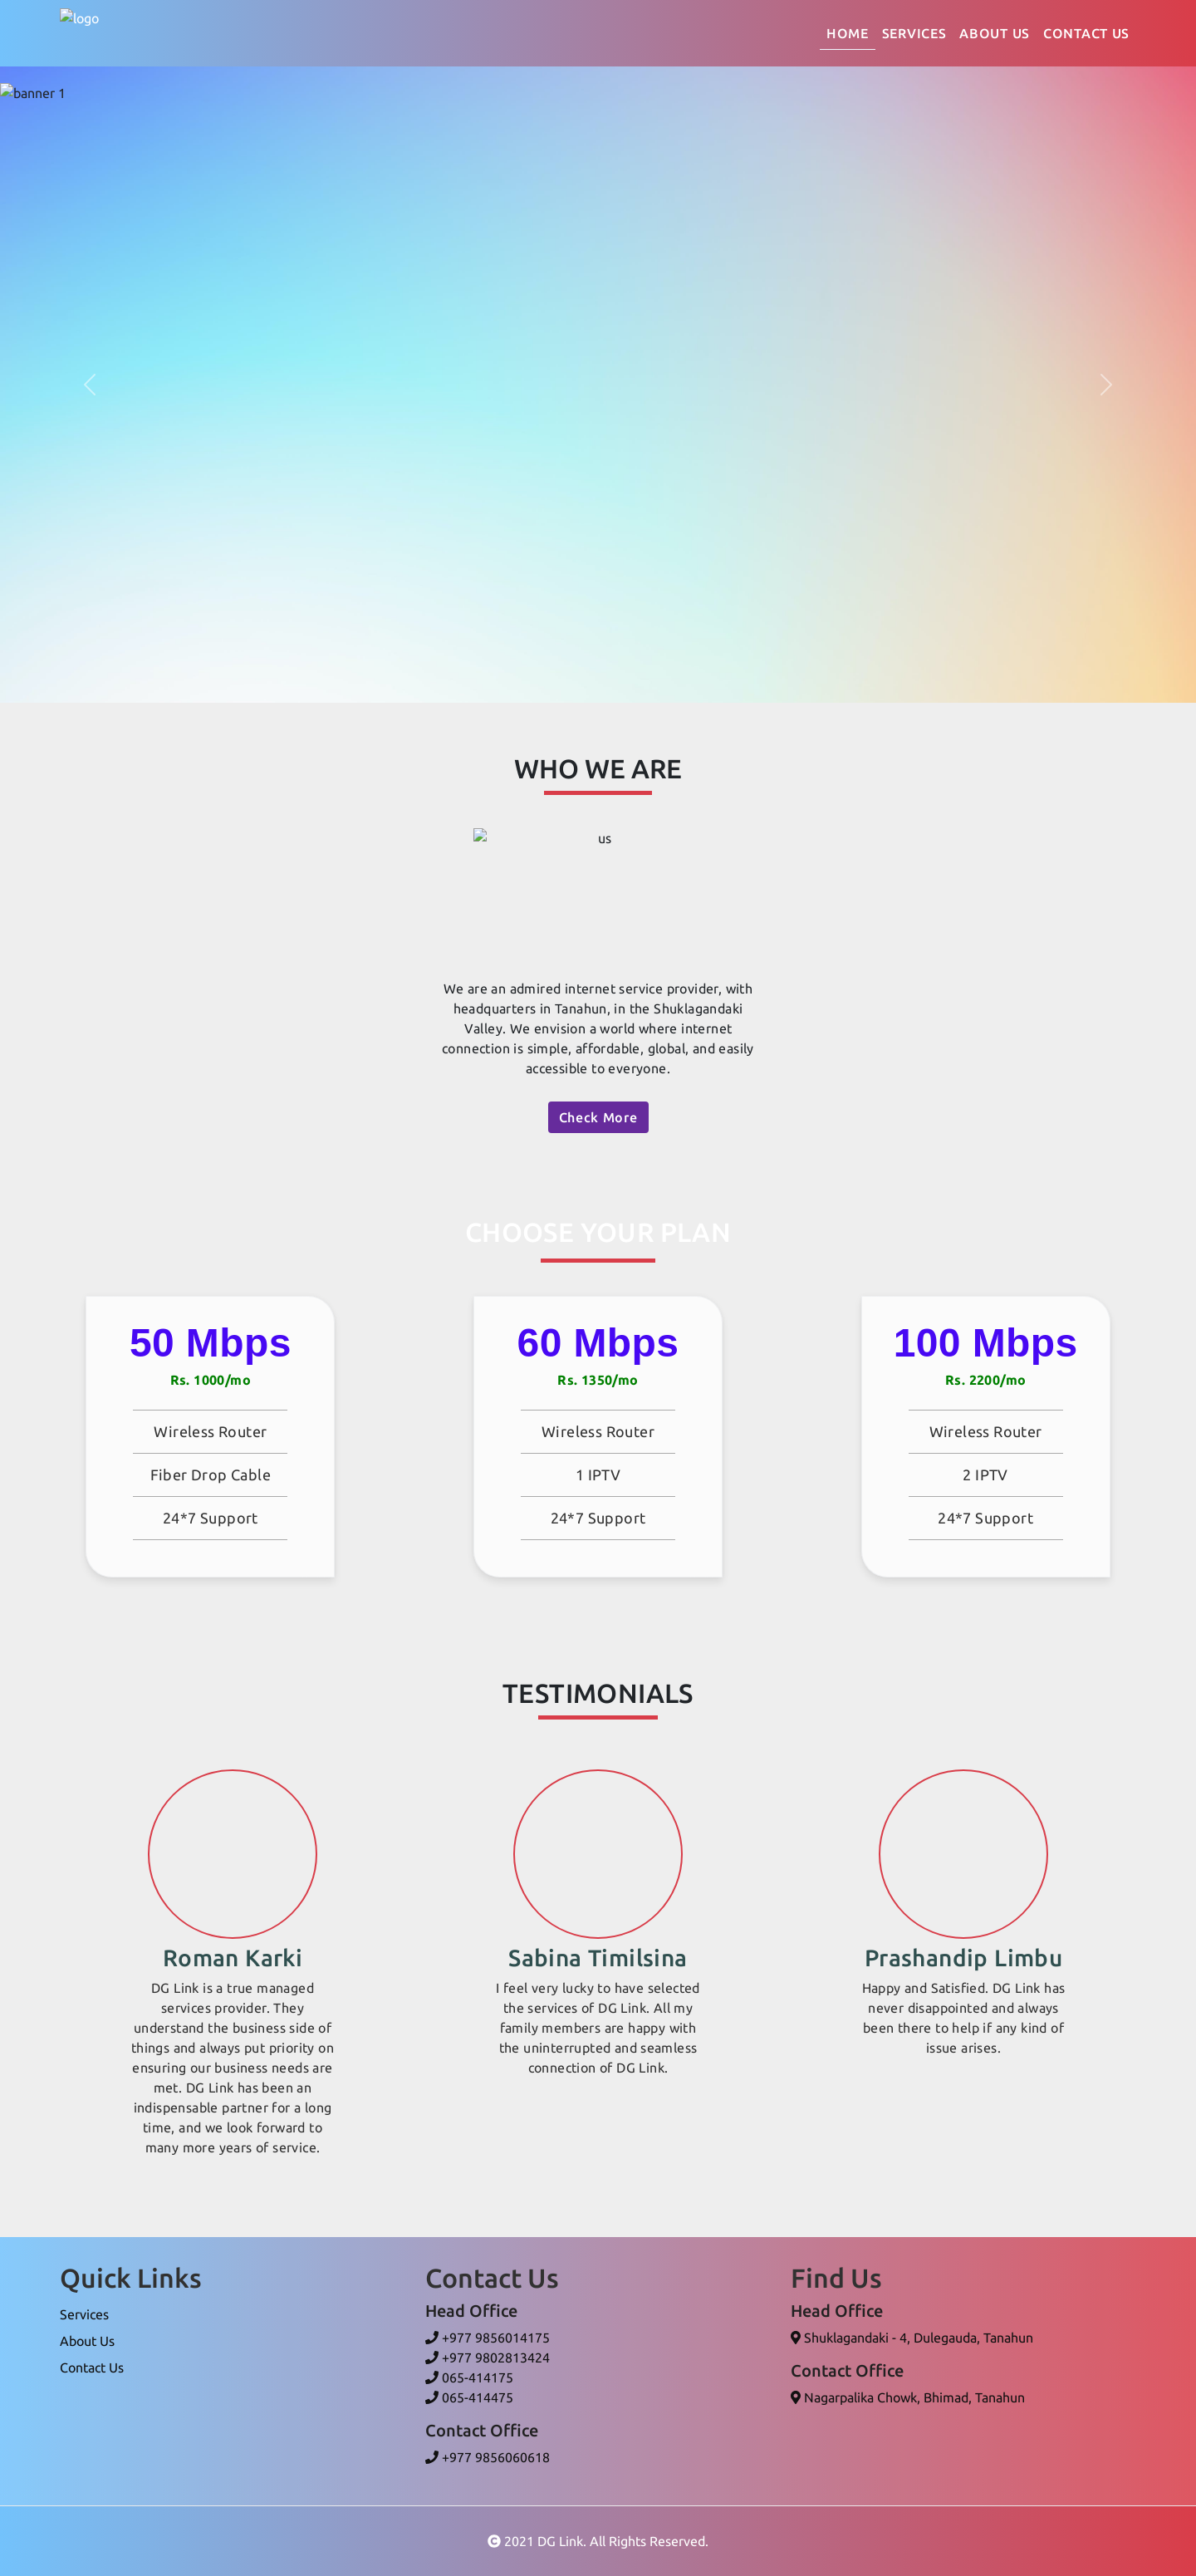 logo
HOME SERVICES ABOUT US CONTACT US
banner 1
WHO WE ARE
us
We are an admired internet service provider, with
headquarters in Tanahun, in the Shuklagandaki
Valley. We envision a world where internet
connection is simple, affordable, global, and easily
accessible to everyone.
Check More
CHOOSE YOUR PLAN
50 Mbps
Rs. 1000/mo
Wireless Router
Fiber Drop Cable
24*7 Support
60 Mbps
Rs. 1350/mo
Wireless Router
1 IPTV
24*7 Support
100 Mbps
Rs. 2200/mo
Wireless Router
2 IPTV
24*7 Support
TESTIMONIALS
Roman Karki
DG Link is a true managed
services provider. They
understand the business side of
things and always put priority on
ensuring our business needs are
met. DG Link has been an
indispensable partner for a long
time, and we look forward to
many more years of service.
Sabina Timilsina
I feel very lucky to have selected
the services of DG Link. All my
family members are happy with
the uninterrupted and seamless
connection of DG Link.
Prashandip Limbu
Happy and Satisfied. DG Link has
never disappointed and always
been there to help if any kind of
issue arises.
Quick Links
Services
About Us
Contact Us
Contact Us
Head Office
+977 9856014175
+977 9802813424
065-414175
065-414475
Contact Office
+977 9856060618
Find Us
Head Office
Shuklagandaki - 4, Dulegauda, Tanahun
Contact Office
Nagarpalika Chowk, Bhimad, Tanahun
© 2021 DG Link. All Rights Reserved.